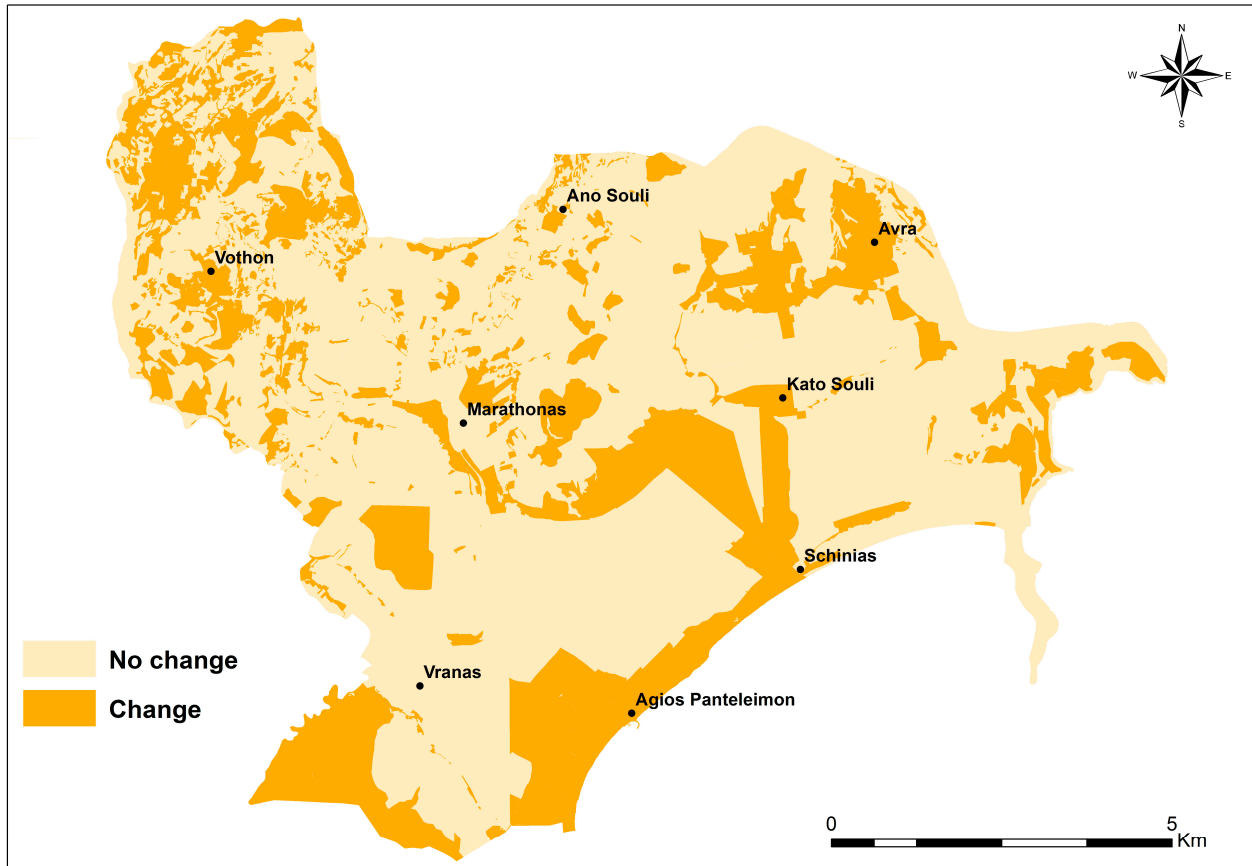 N
W E
S
Ano Souli
Avra
Vothon
Kato Souli
Marathonas
Schinias
No change
Vranas
Change
Agios Panteleimon
0 5
Km